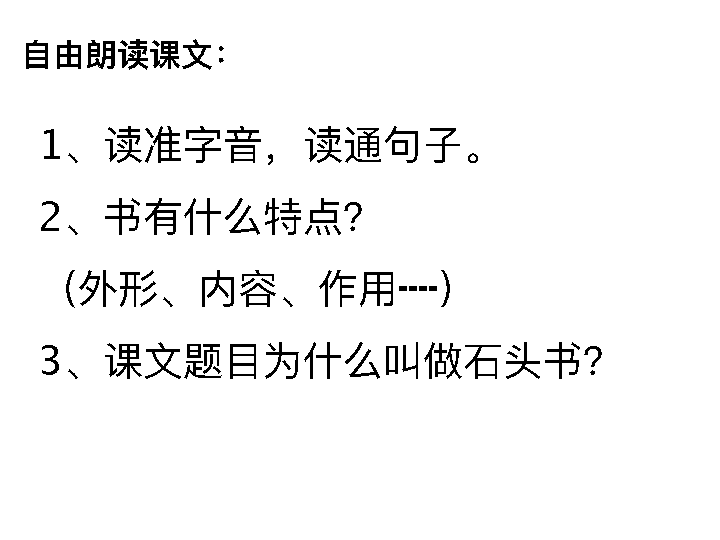 自由朗读课文：
1、读准字音，读通句子。
2、书有什么特点？
（外形、内容、作用┅┅）
3、课文题目为什么叫做石头书？